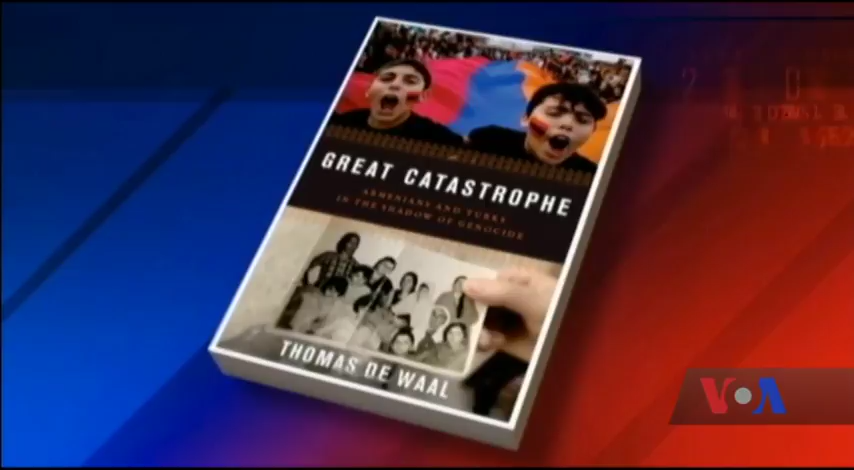 GREAT CATASTROPHE
ARMENIANS AND TURKS
IN THE SHADOW OF GENOCIDE
THOMAS DE WAAL
VOA